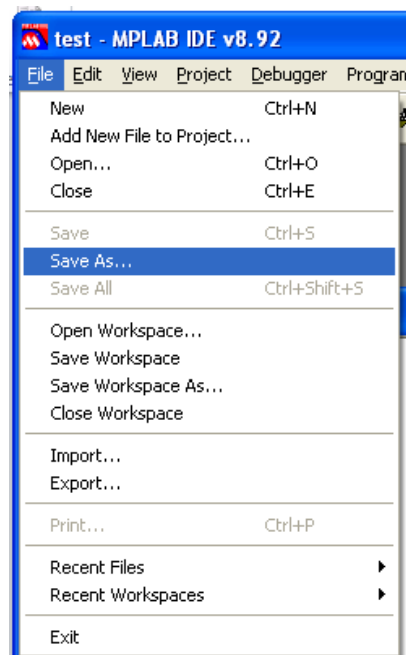 test - MPLAB IDE v8.92
File Edit View Project Debugger Program
New Ctrl+N
Add New File to Project...
Open... Ctrl+O
Close Ctrl+E
Save Ctrl+S
Save As...
Save All Ctrl+Shift+S
Open Workspace...
Save Workspace
Save Workspace As...
Close Workspace
Import...
Export...
Print... Ctrl+P
Recent Files
Recent Workspaces
Exit